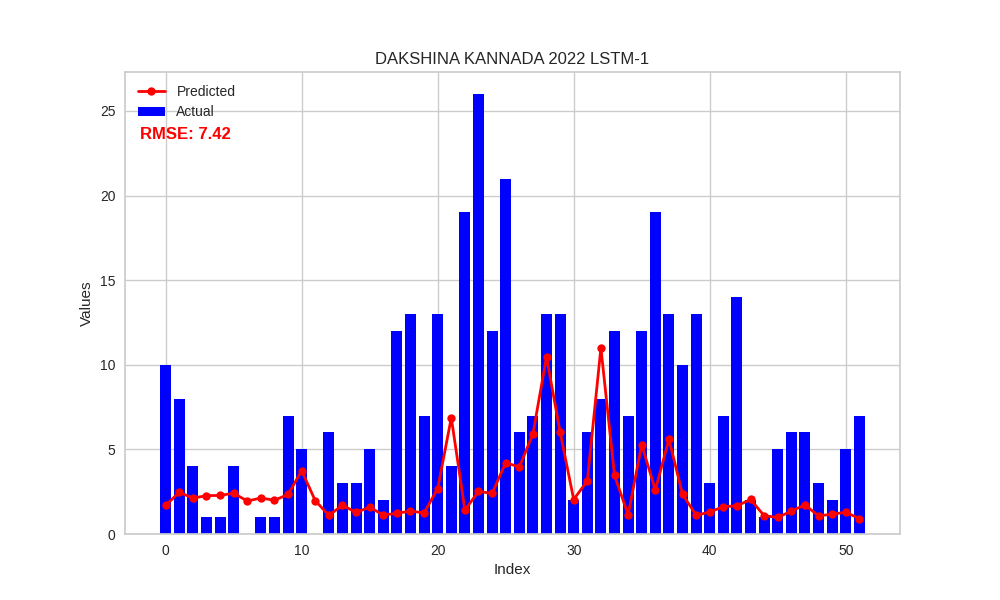 DAKSHINA KANNADA 2022 LSTM-1
Predicted
Actual
RMSE: 7.42
25
20
15
10
5
0
Values
0 10 20 30 40 50
Index